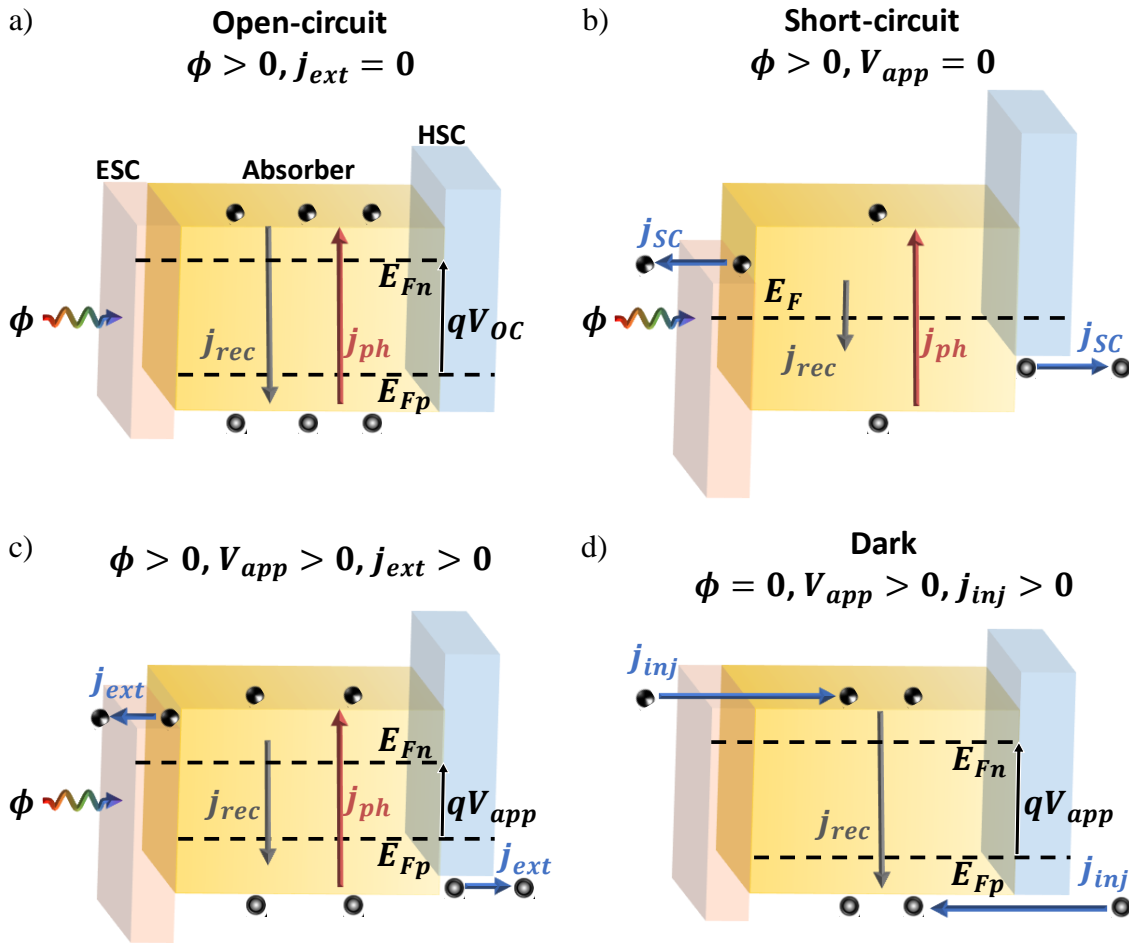 a)
Open-circuit
ϕ > 0, j_ext = 0
ESC
Absorber
HSC
E_Fn
ϕ
j_rec
j_ph
qV_OC
E_Fp
b)
Short-circuit
ϕ > 0, V_app = 0
j_SC
E_F
ϕ
j_rec
j_ph
j_SC
c)
ϕ > 0, V_app > 0, j_ext > 0
j_ext
E_Fn
ϕ
j_rec
j_ph
qV_app
E_Fp
j_ext
d)
Dark
ϕ = 0, V_app > 0, j_inj > 0
j_inj
E_Fn
j_rec
qV_app
E_Fp
j_inj